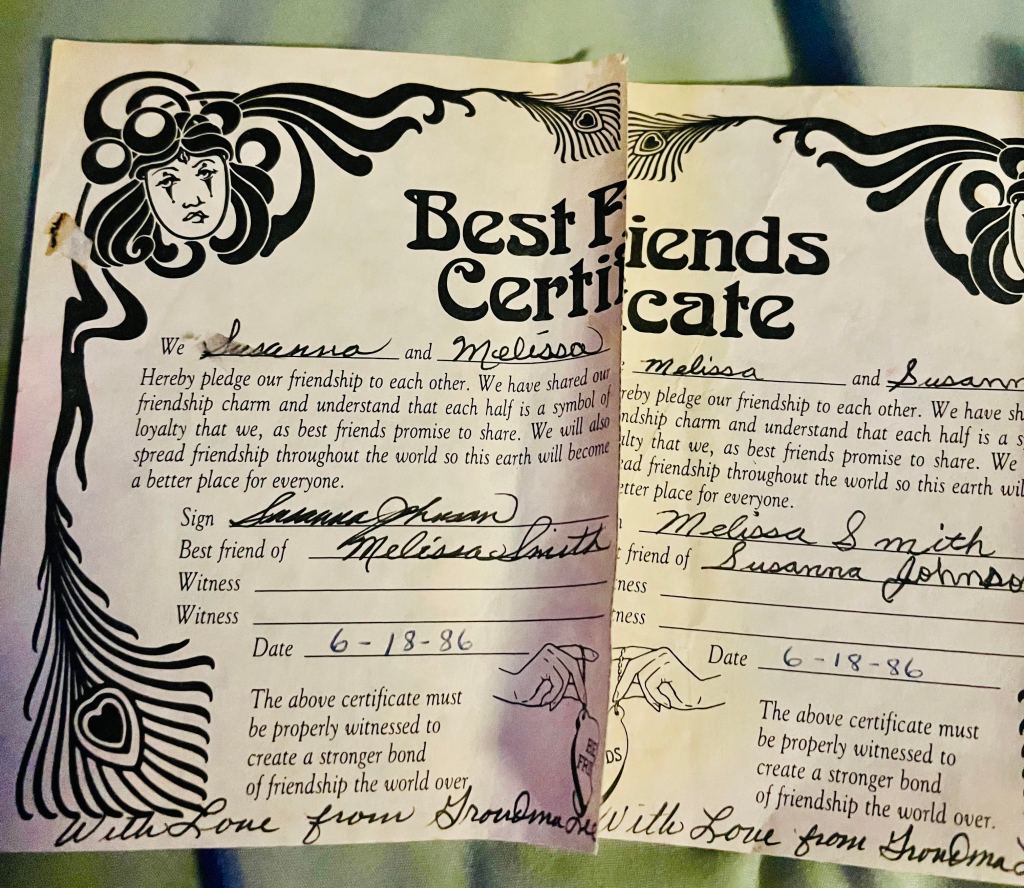 Best F
Certi
We Susanna and Melissa
Hereby pledge our friendship to each other. We have shared our
friendship charm and understand that each half is a symbol of
loyalty that we, as best friends promise to share. We will also
spread friendship throughout the world so this earth will become
a better place for everyone.
Sign Susanna Johnson
Best friend of Melissa Smith
Witness
Witness
Date 6-18-86
The above certificate must
be properly witnessed to
create a stronger bond
of friendship the world over
With Love from Grandma
iends
cate
Melissa and Susann
reby pledge our friendship to each other. We have sh
ndship charm and understand that each half is a s
lty that we, as best friends promise to share. We
ad friendship throughout the world so this earth wil
tter place for everyone.
Melissa Smith
friend of Susanna Johnso
ness
ness
Date 6-18-86
DS
The above certificate must
be properly witnessed to
create a stronger bond
of friendship the world over.
With Love from Grandma